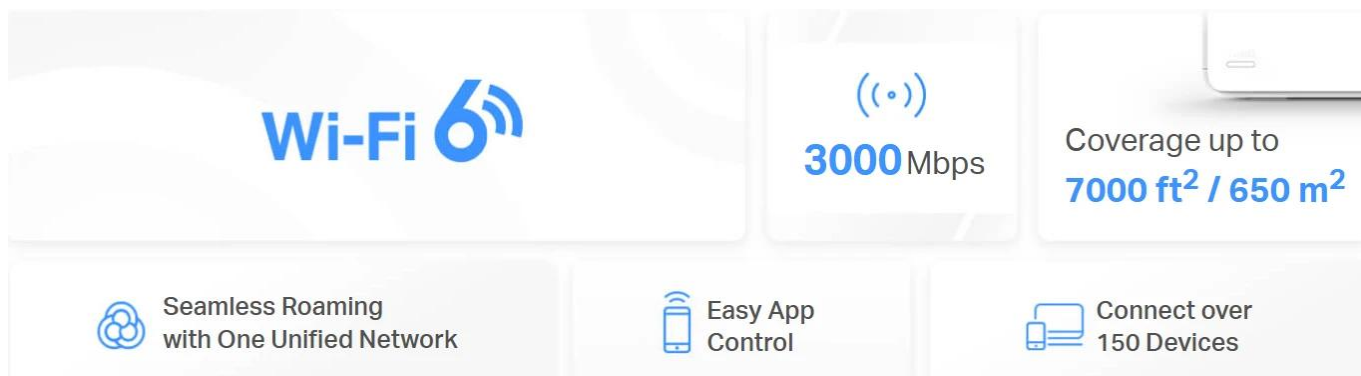 Wi-Fi 6
3000 Mbps
Coverage up to
7000 ft² / 650 m²
Seamless Roaming
with One Unified Network
Easy App
Control
Connect over
150 Devices